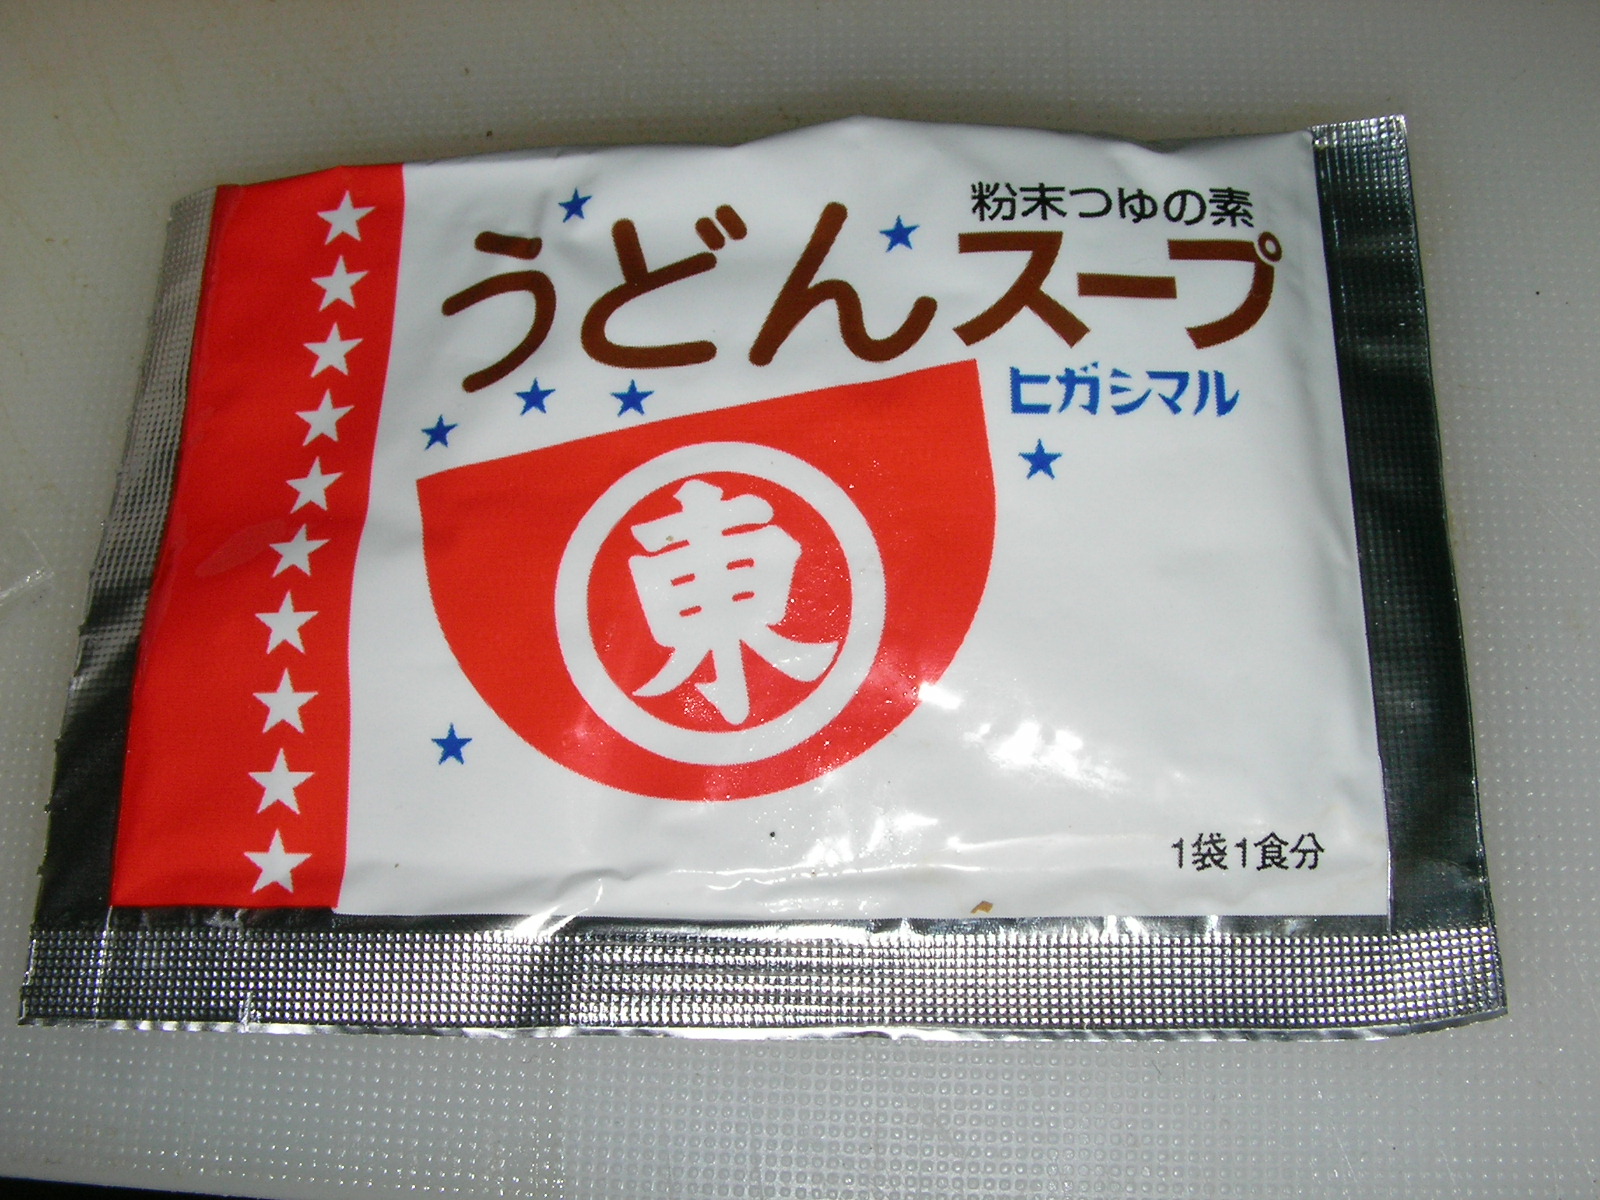 粉末つゆの素
うどんスープ
ヒガシマル
東
1袋1食分